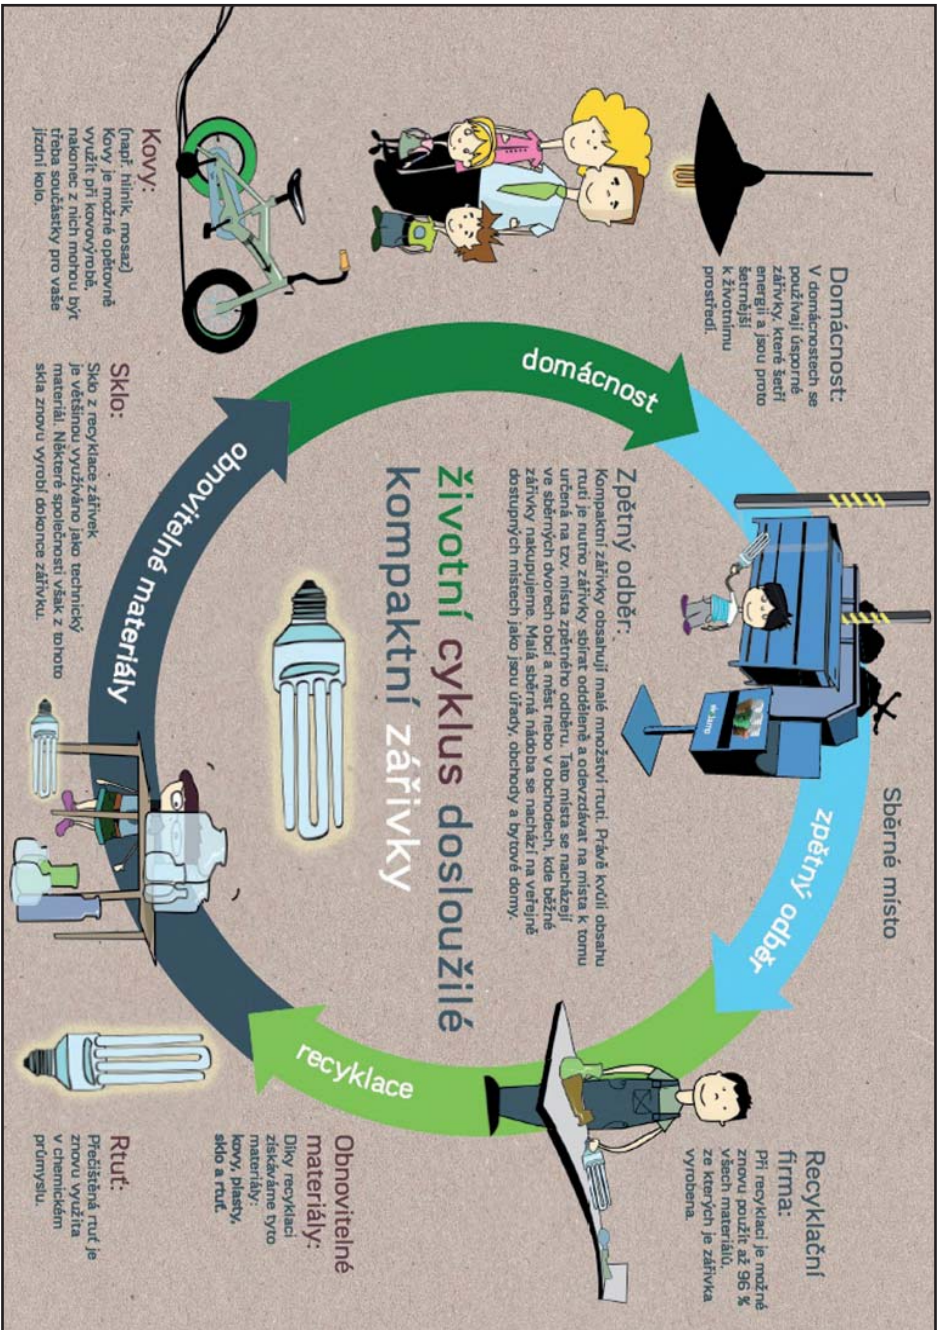 životní cyklus dosloužilé
kompaktní zářivky
Domácnost:
V domácnostech se
používají úsporné
zářivky, které šetří
energii a jsou proto
šetrnější
k životnímu
prostředí.
domácnost
Sběrné místo
zpětný odběr
Zpětný odběr:
Kompaktní zářivky obsahují malé množství rtuti. Právě kvůli obsahu
rtuti je nutno zářivky sbírat odděleně a odevzdávat na místa k tomu
určená na tzv. místa zpětného odběru. Tato místa se nacházejí
ve sběrných dvorech obcí a měst nebo v obchodech, kde běžně
zářivky nakupujeme. Malá sběrná nádoba se nachází na veřejně
dostupných místech jako jsou úřady, obchody a bytové domy.
Recyklační
firma:
Při recyklaci je možné
znovu použít až 96 %
všech materiálů,
ze kterých je zářivka
vyrobena.
recyklace
Obnovitelné
materiály:
Díky recyklaci
získáváme tyto
materiály:
kovy, plasty,
sklo a rtuť.
obnovitelné materiály
Kovy:
(např. hliník, mosaz)
Kovy je možné opětovně
využít při kovovýrobě,
nakonec z nich mohou být
třeba součástky pro vaše
jízdní kolo.
Sklo:
Sklo z recyklace zářivek
je většinou využíváno jako technický
materiál. Některé společnosti však z tohoto
skla znovu vyrobí dokonce zářivku.
Rtuť:
Přečištěná rtuť je
znovu využita
v chemickém
průmyslu.